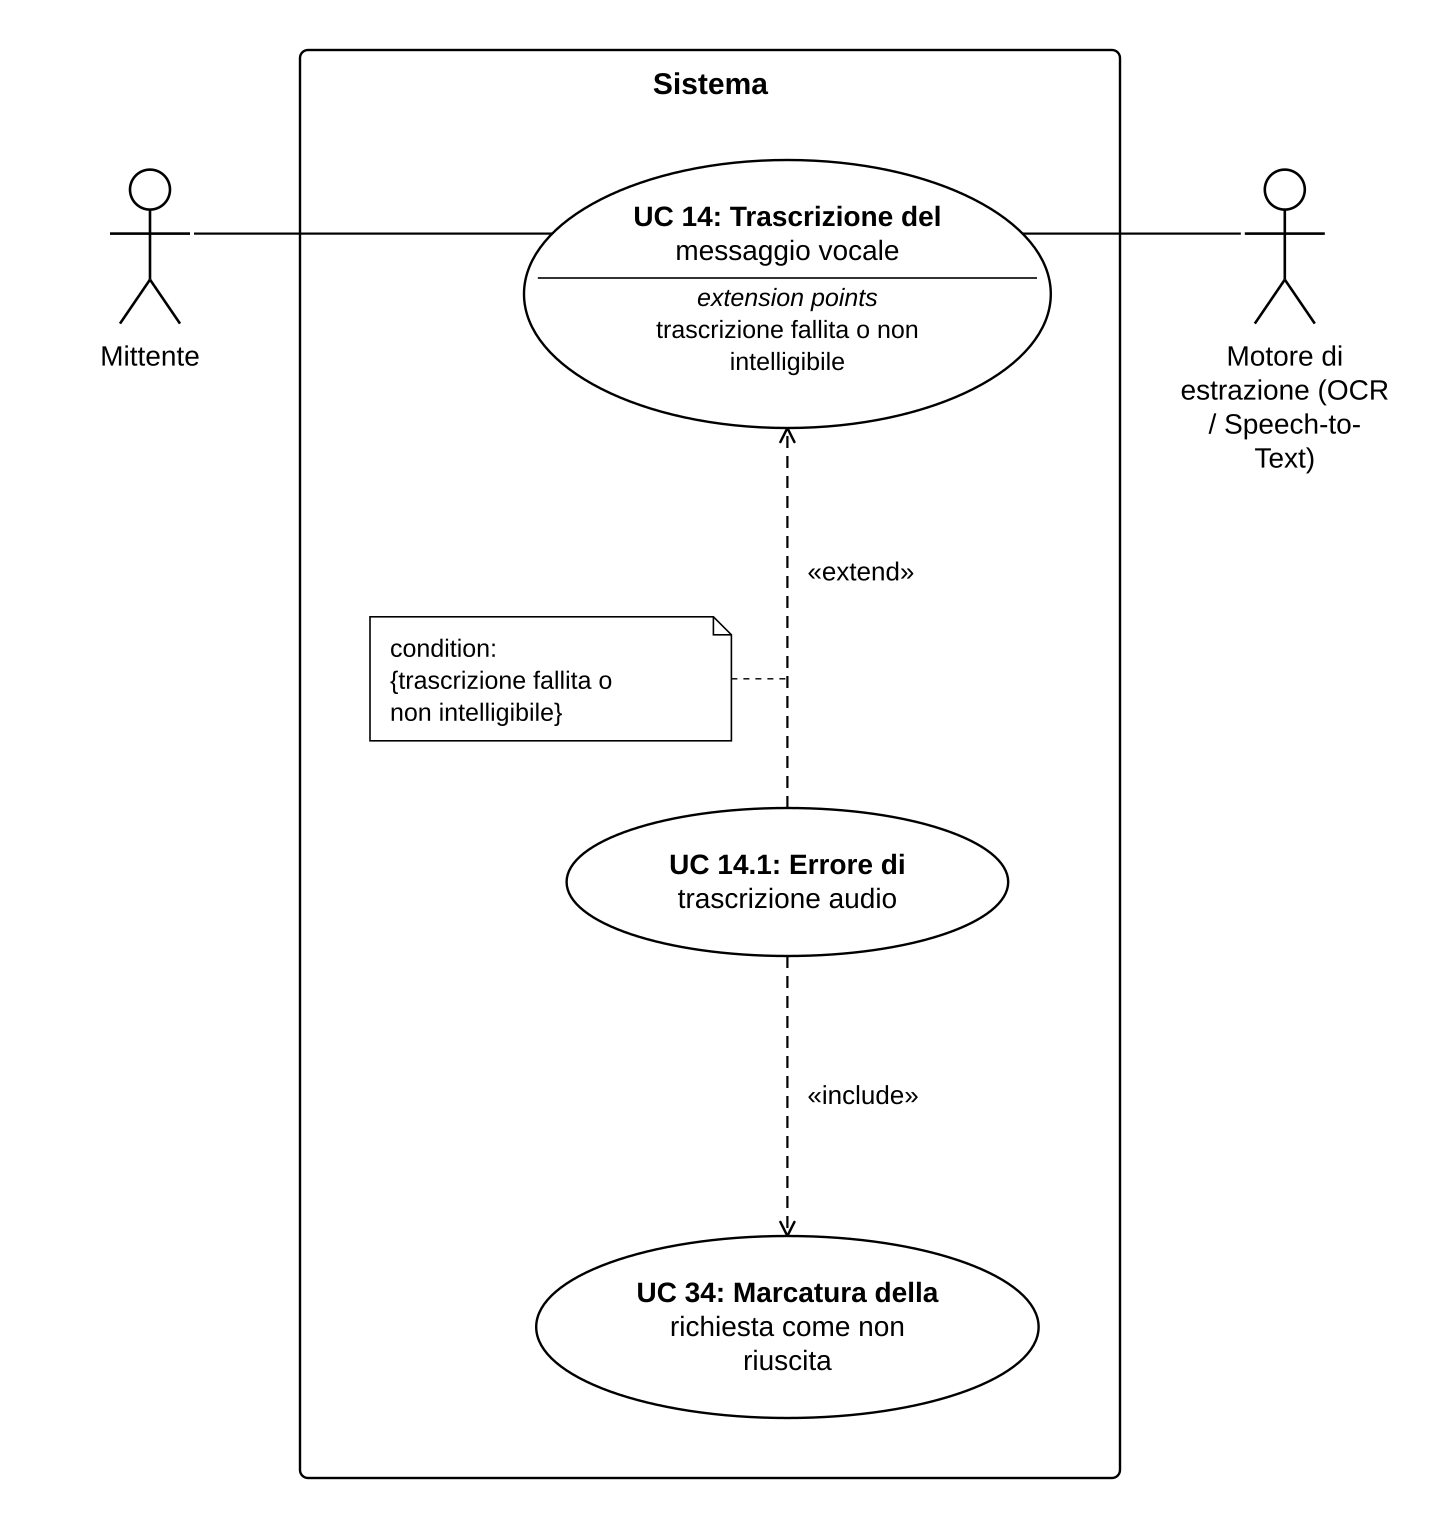 Sistema
UC 14: Trascrizione del
messaggio vocale
extension points
trascrizione fallita o non
intelligibile
Mittente
Motore di
estrazione (OCR
/ Speech-to-
Text)
«extend»
condition:
{trascrizione fallita o
non intelligibile}
UC 14.1: Errore di
trascrizione audio
«include»
UC 34: Marcatura della
richiesta come non
riuscita